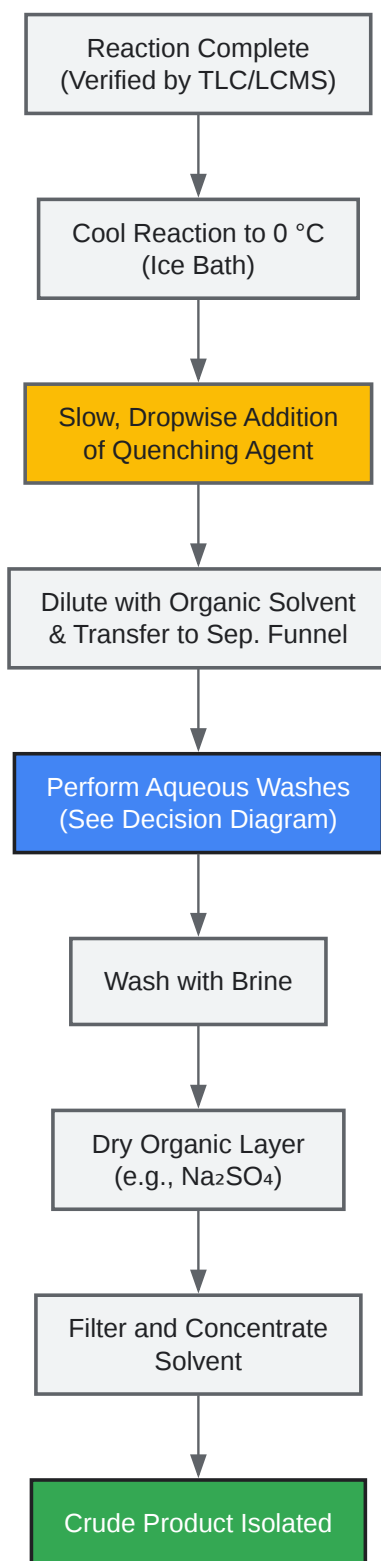 Reaction Complete
(Verified by TLC/LCMS)
Cool Reaction to 0 °C
(Ice Bath)
Slow, Dropwise Addition
of Quenching Agent
Dilute with Organic Solvent
& Transfer to Sep. Funnel
Perform Aqueous Washes
(See Decision Diagram)
Wash with Brine
Dry Organic Layer
(e.g., Na₂SO₄)
Filter and Concentrate
Solvent
Crude Product Isolated